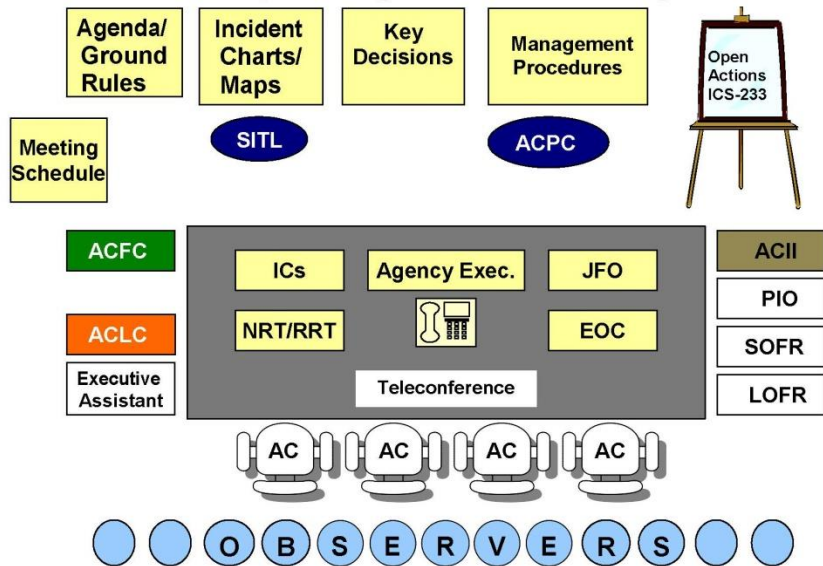 Agenda/
Ground
Rules
Incident
Charts/
Maps
Key
Decisions
Management
Procedures
Open
Actions
ICS-233
Meeting
Schedule
SITL
ACPC
ACFC
ICs
Agency Exec.
JFO
ACII
PIO
ACLC
NRT/RRT
EOC
SOFR
Executive
Assistant
Teleconference
LOFR
AC
AC
AC
AC
O B S E R V E R S